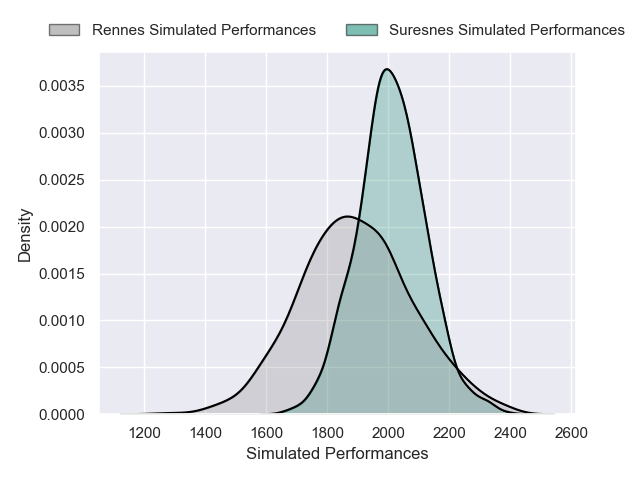 Rennes Simulated Performances
Suresnes Simulated Performances
0.0035
0.0030
0.0025
0.0020
0.0015
0.0010
0.0005
0.0000
Density
1200 1400 1600 1800 2000 2200 2400 2600
Simulated Performances